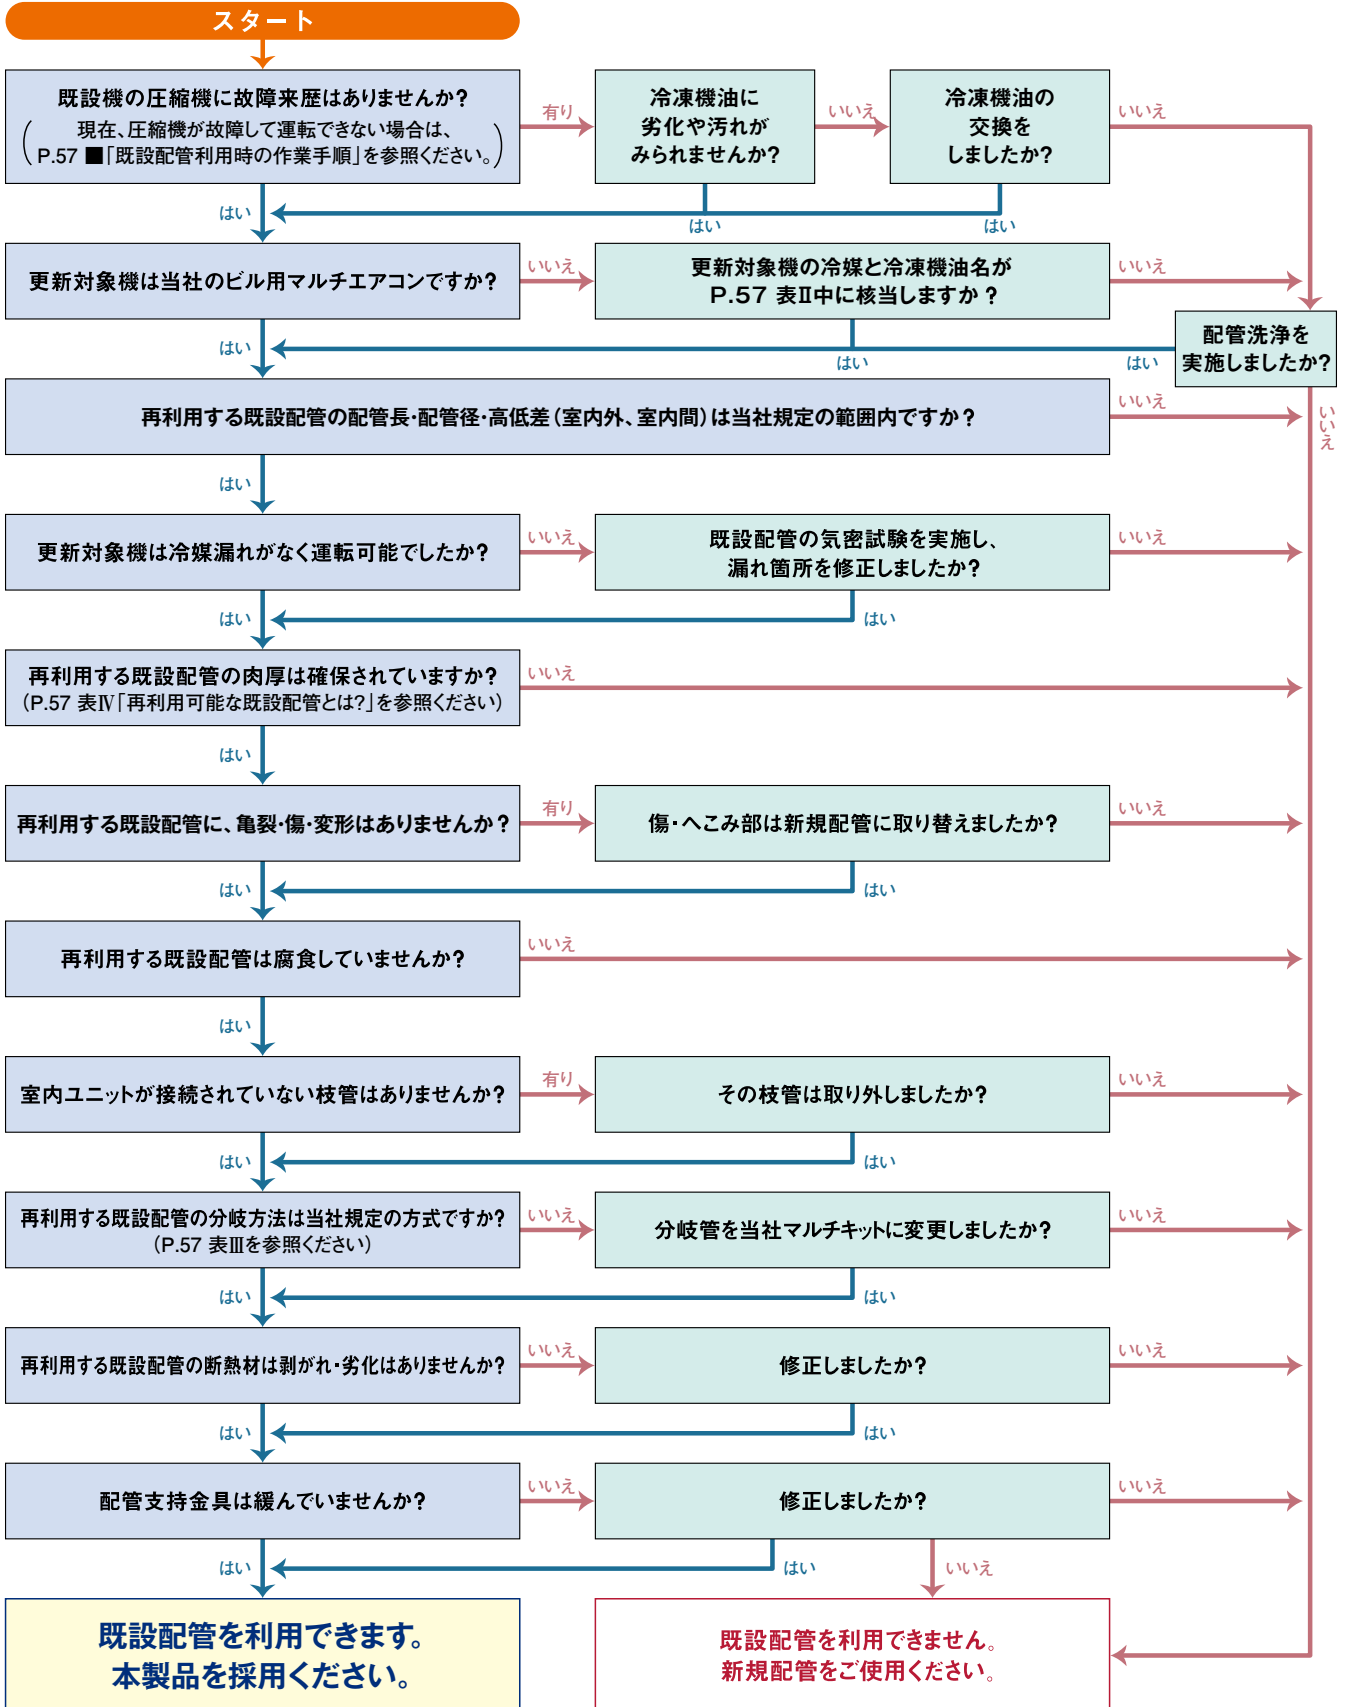 スタート
既設機の圧縮機に故障来歴はありませんか?
現在、圧縮機が故障して運転できない場合は、
P.57 ■「既設配管利用時の作業手順」を参照ください。
有り
冷凍機油に
劣化や汚れが
みられませんか?
いいえ
冷凍機油の
交換を
しましたか?
いいえ
はい
はい
はい
更新対象機は当社のビル用マルチエアコンですか?
いいえ
更新対象機の冷媒と冷凍機油名が
P.57 表Ⅱ中に核当しますか?
いいえ
配管洗浄を
実施しましたか?
はい
はい
はい
いいえ
再利用する既設配管の配管長・配管径・高低差(室内外、室内間)は当社規定の範囲内ですか?
いいえ
はい
更新対象機は冷媒漏れがなく運転可能でしたか?
いいえ
既設配管の気密試験を実施し、
漏れ箇所を修正しましたか?
いいえ
はい
はい
再利用する既設配管の肉厚は確保されていますか?
(P.57 表Ⅳ「再利用可能な既設配管とは?」を参照ください)
いいえ
はい
再利用する既設配管に、亀裂・傷・変形はありませんか?
有り
傷・へこみ部は新規配管に取り替えましたか?
いいえ
はい
はい
再利用する既設配管は腐食していませんか?
いいえ
はい
室内ユニットが接続されていない枝管はありませんか?
有り
その枝管は取り外しましたか?
いいえ
はい
はい
再利用する既設配管の分岐方法は当社規定の方式ですか?
(P.57 表Ⅲを参照ください)
いいえ
分岐管を当社マルチキットに変更しましたか?
いいえ
はい
はい
再利用する既設配管の断熱材は剥がれ・劣化はありませんか?
いいえ
修正しましたか?
いいえ
はい
はい
配管支持金具は緩んでいませんか?
いいえ
修正しましたか?
いいえ
はい
はい
いいえ
既設配管を利用できます。
本製品を採用ください。
既設配管を利用できません。
新規配管をご使用ください。